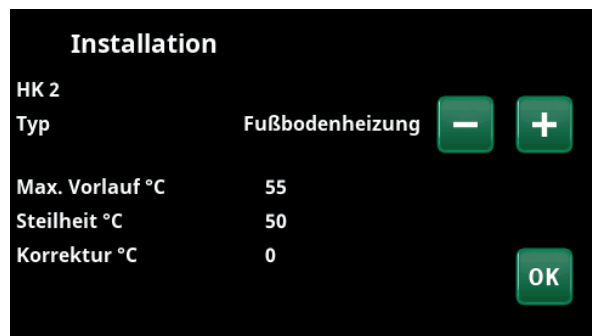 Installation
HK 2
Typ Fußbodenheizung − +
Max. Vorlauf °C 55
Steilheit °C 50
Korrektur °C 0
OK